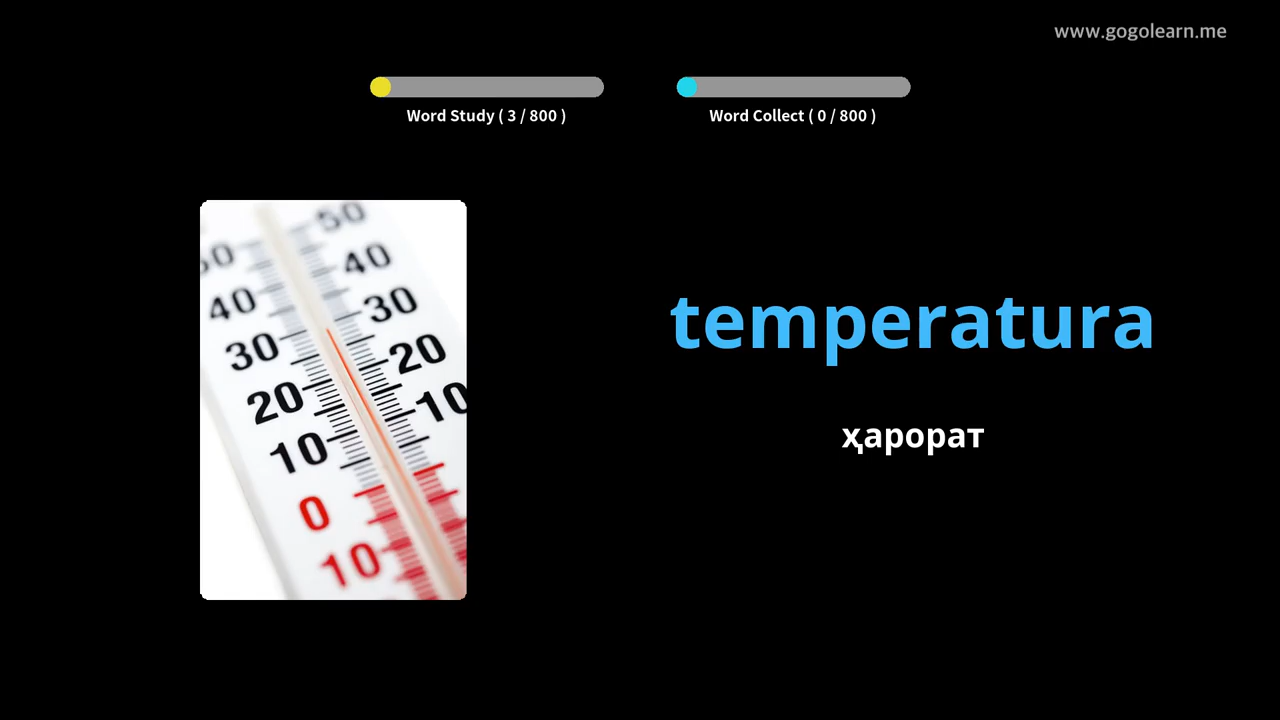 www.gogolearn.me
Word Study ( 3 / 800 )
Word Collect ( 0 / 800 )
50
50
40
40
30
30
20
20
10
10
0
10
temperatura
ҳарорат